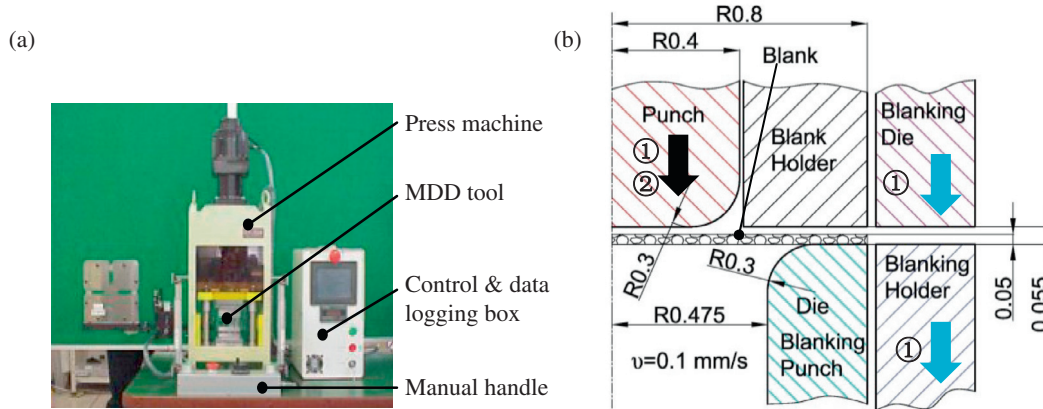 (a)
Press machine
MDD tool
Control & data
logging box
Manual handle
(b)
R0.8
R0.4
Blank
Punch
①
②
Blank
Holder
Blanking
Die
①
R0.3
R0.3
Die
Blanking
Punch
Blanking
Holder
①
R0.475
υ=0.1 mm/s
0.05
0.055